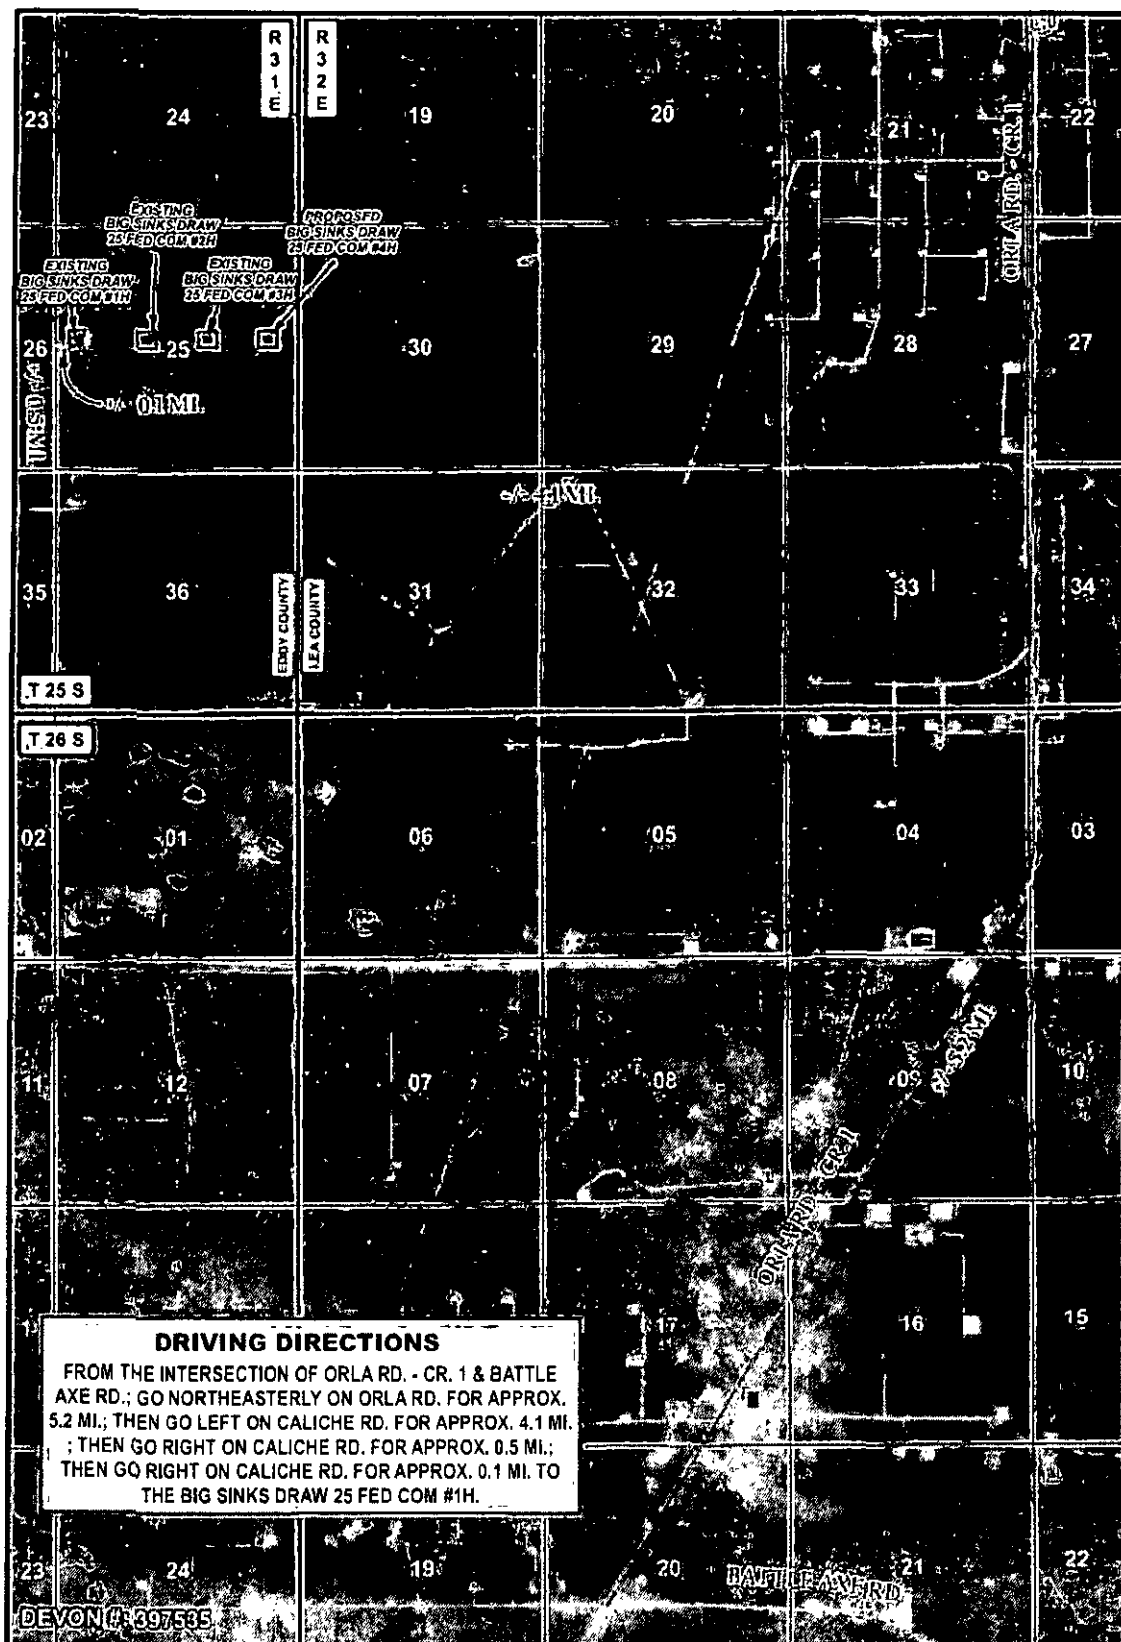 R
3
1
E
R
3
2
E
23
24
19
20
21
22
ORLA RD. - CR. 1
EXISTING
BIG SINKS DRAW
25 FED COM #2H
PROPOSED
BIG SINKS DRAW
25 FED COM #4H
EXISTING
BIG SINKS DRAW
25 FED COM #1H
EXISTING
BIG SINKS DRAW
25 FED COM #3H
26
25
30
29
28
27
+/- 0.1 MI.
35
36
31
32
33
34
EDDY COUNTY
LEA COUNTY
T 25 S
T 26 S
02
01
06
05
04
03
11
12
07
08
09
10
+/- 5.2 MI.
ORLA RD. - CR. 1
17
16
15
DRIVING DIRECTIONS
FROM THE INTERSECTION OF ORLA RD. - CR. 1 & BATTLE
AXE RD.; GO NORTHEASTERLY ON ORLA RD. FOR APPROX.
5.2 MI.; THEN GO LEFT ON CALICHE RD. FOR APPROX. 4.1 MI.
; THEN GO RIGHT ON CALICHE RD. FOR APPROX. 0.5 MI.;
THEN GO RIGHT ON CALICHE RD. FOR APPROX. 0.1 MI. TO
THE BIG SINKS DRAW 25 FED COM #1H.
23
24
19
20
21
22
BATTLE AXE RD
DEVON #: 397535